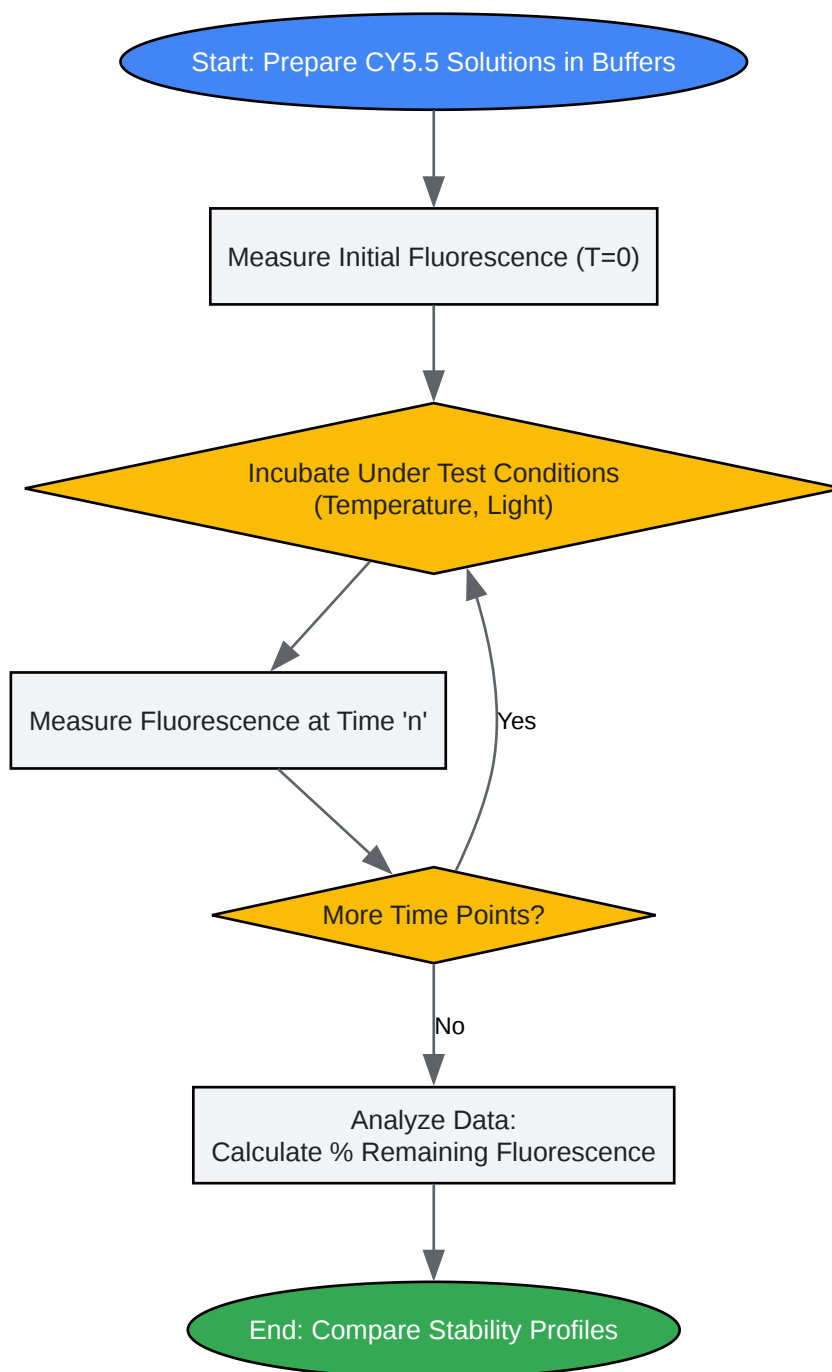 Start: Prepare CY5.5 Solutions in Buffers
Measure Initial Fluorescence (T=0)
Incubate Under Test Conditions
(Temperature, Light)
Measure Fluorescence at Time 'n'
Yes
More Time Points?
No
Analyze Data:
Calculate % Remaining Fluorescence
End: Compare Stability Profiles